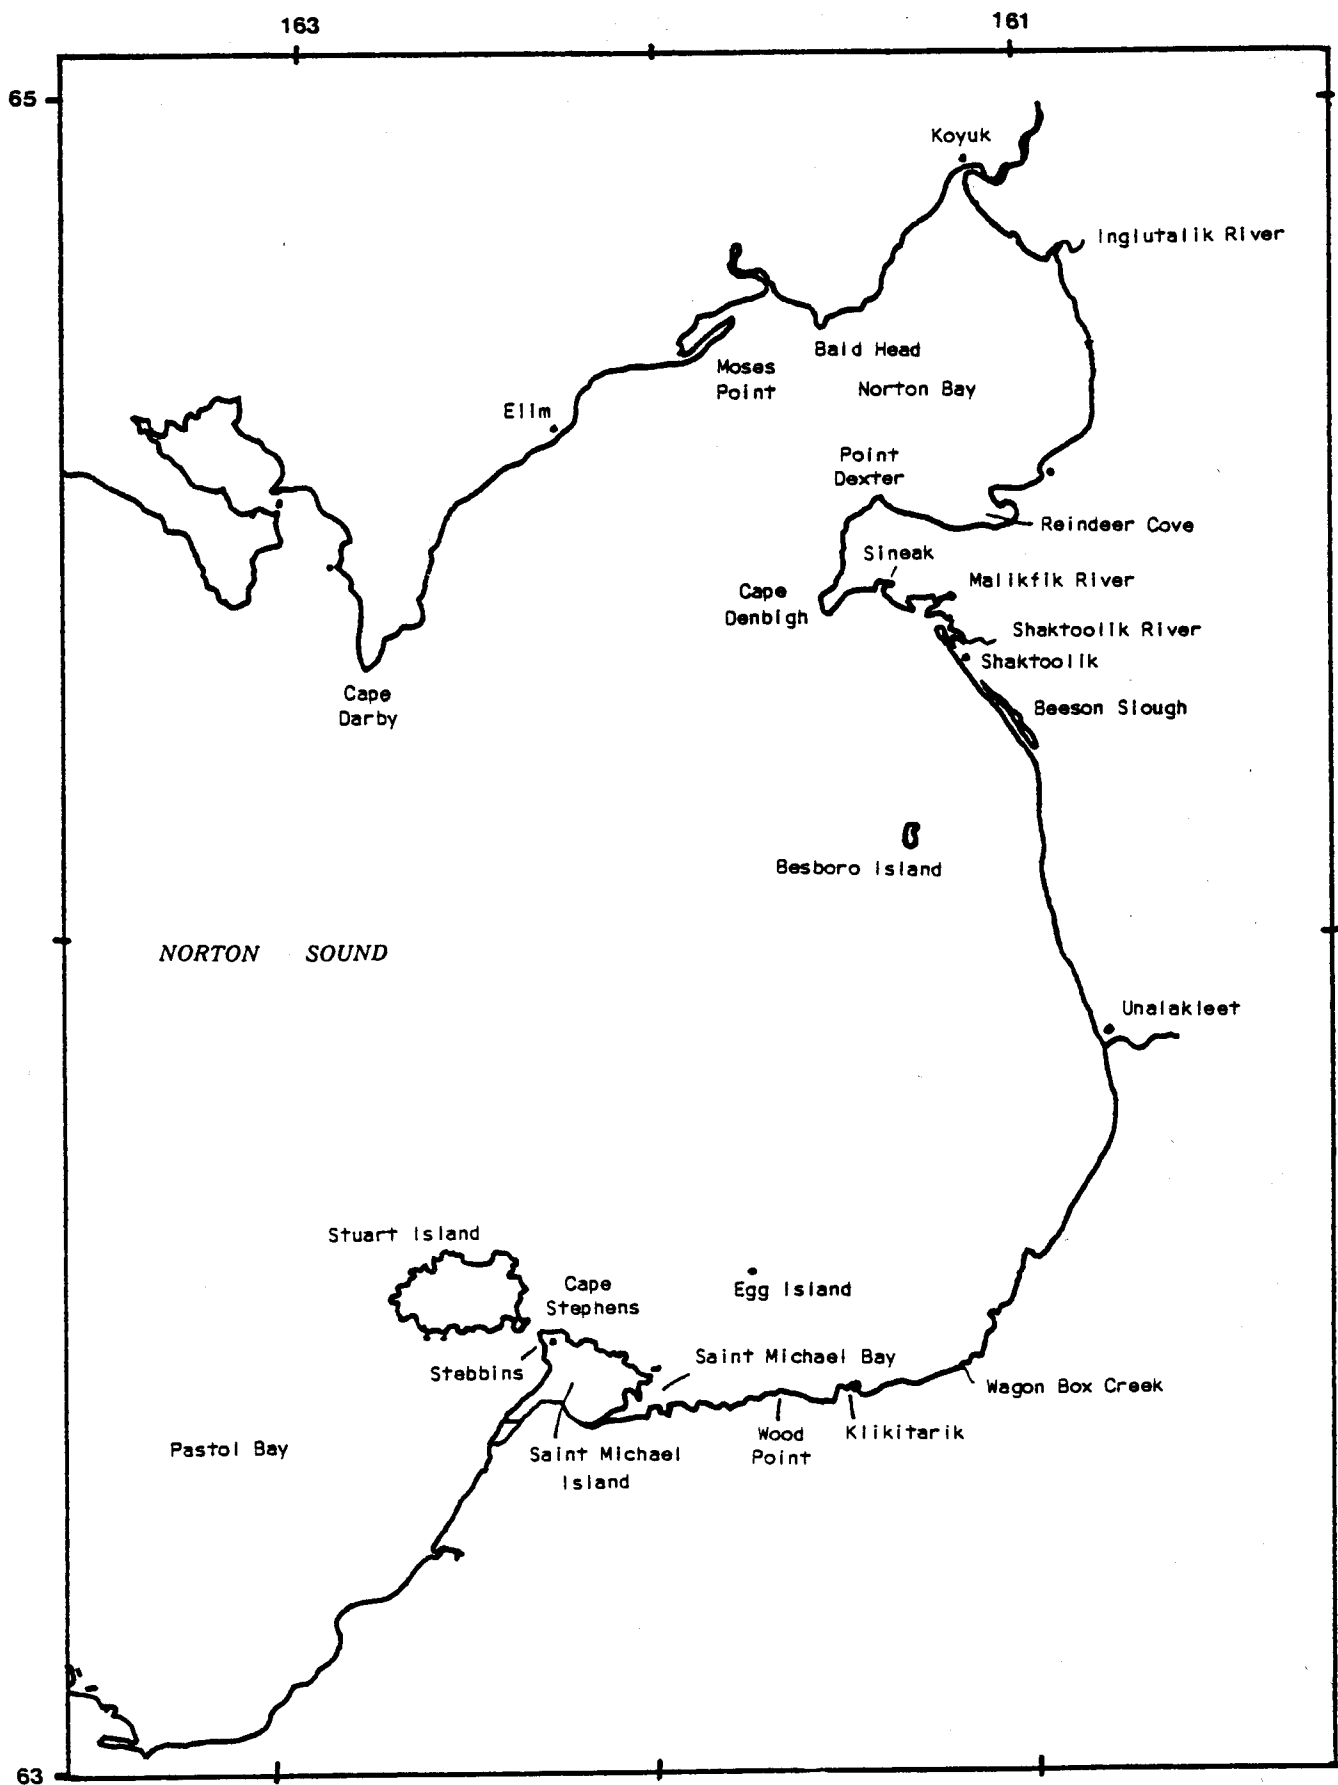 163
161
65
Koyuk
Inglutalik River
Bald Head
Moses
Point
Norton Bay
Elim
Point
Dexter
Reindeer Cove
Sineak
Malikfik River
Cape
Denbigh
Shaktoolik River
Shaktoolik
Cape
Darby
Beeson Slough
Besboro Island
NORTON SOUND
Unalakleet
Stuart Island
Cape
Stephens
Egg Island
Stebbins
Saint Michael Bay
Wagon Box Creek
Wood
Point
Klikitarik
Pastol Bay
Saint Michael
Island
63